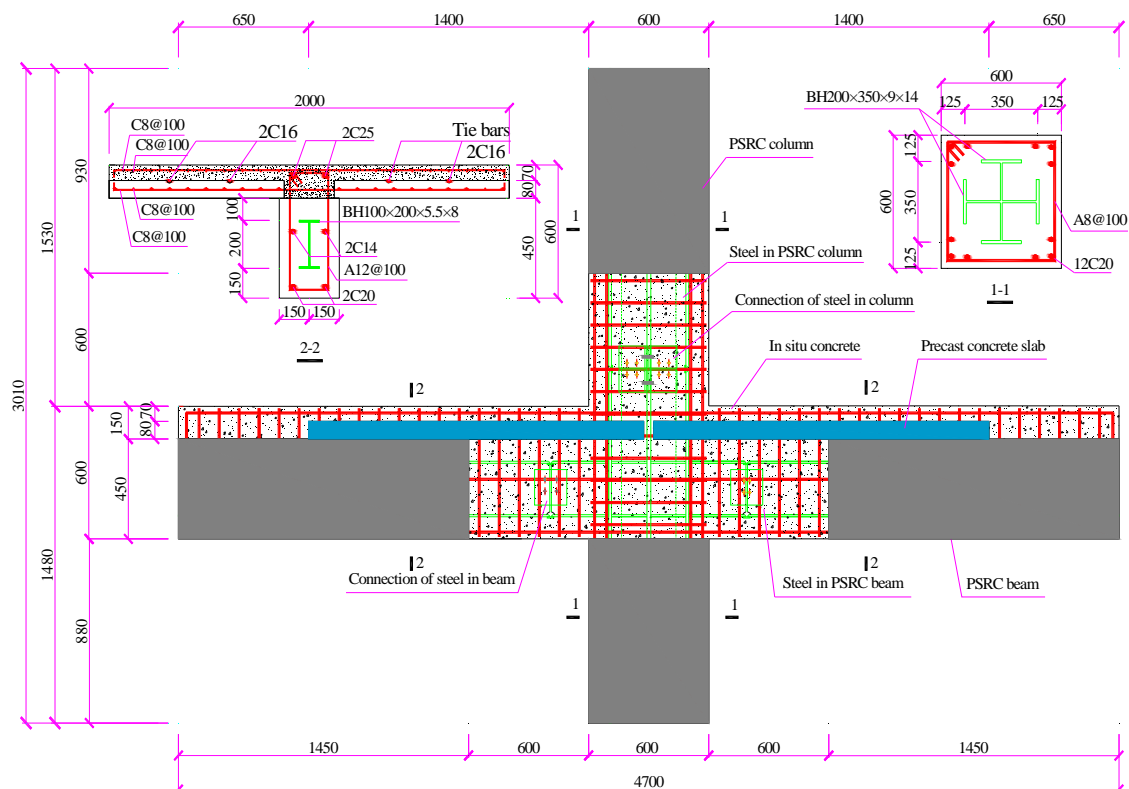 650
1400
600
1400
650
2000
C8@100
C8@100
2C16
2C25
Tie bars
2C16
PSRC column
BH200×350×9×14
600
125
350
125
125
600
350
125
A8@100
12C20
1-1
C8@100
C8@100
100
200
150
BH100×200×5.5×8
2C14
A12@100
2C20
150
150
2-2
70
80
450
600
1
1
Steel in PSRC column
Connection of steel in column
In situ concrete
Precast concrete slab
2
2
930
1530
600
3010
150
70
80
600
450
1480
880
2
2
Connection of steel in beam
Steel in PSRC beam
PSRC beam
1
1
1450
600
600
600
1450
4700